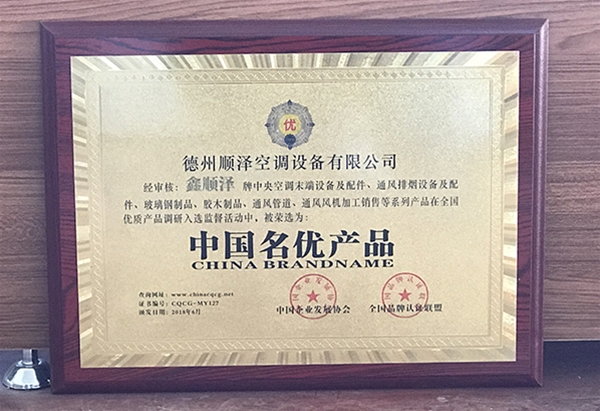 优
德州顺泽空调设备有限公司
经审核：鑫顺泽 牌中央空调末端设备及配件、通风排烟设备及配
件、玻璃钢制品、胶木制品、通风管道、通风风机加工销售等系列产品在全国
优质产品调研入选监督活动中，被荣选为：
中国名优产品
CHINA BRANDNAME
查询网址：www.chinacqcg.net
证书编号：CQCG-MY127
颁发日期：2018年6月
中国企业发展协会
全国品牌认证联盟